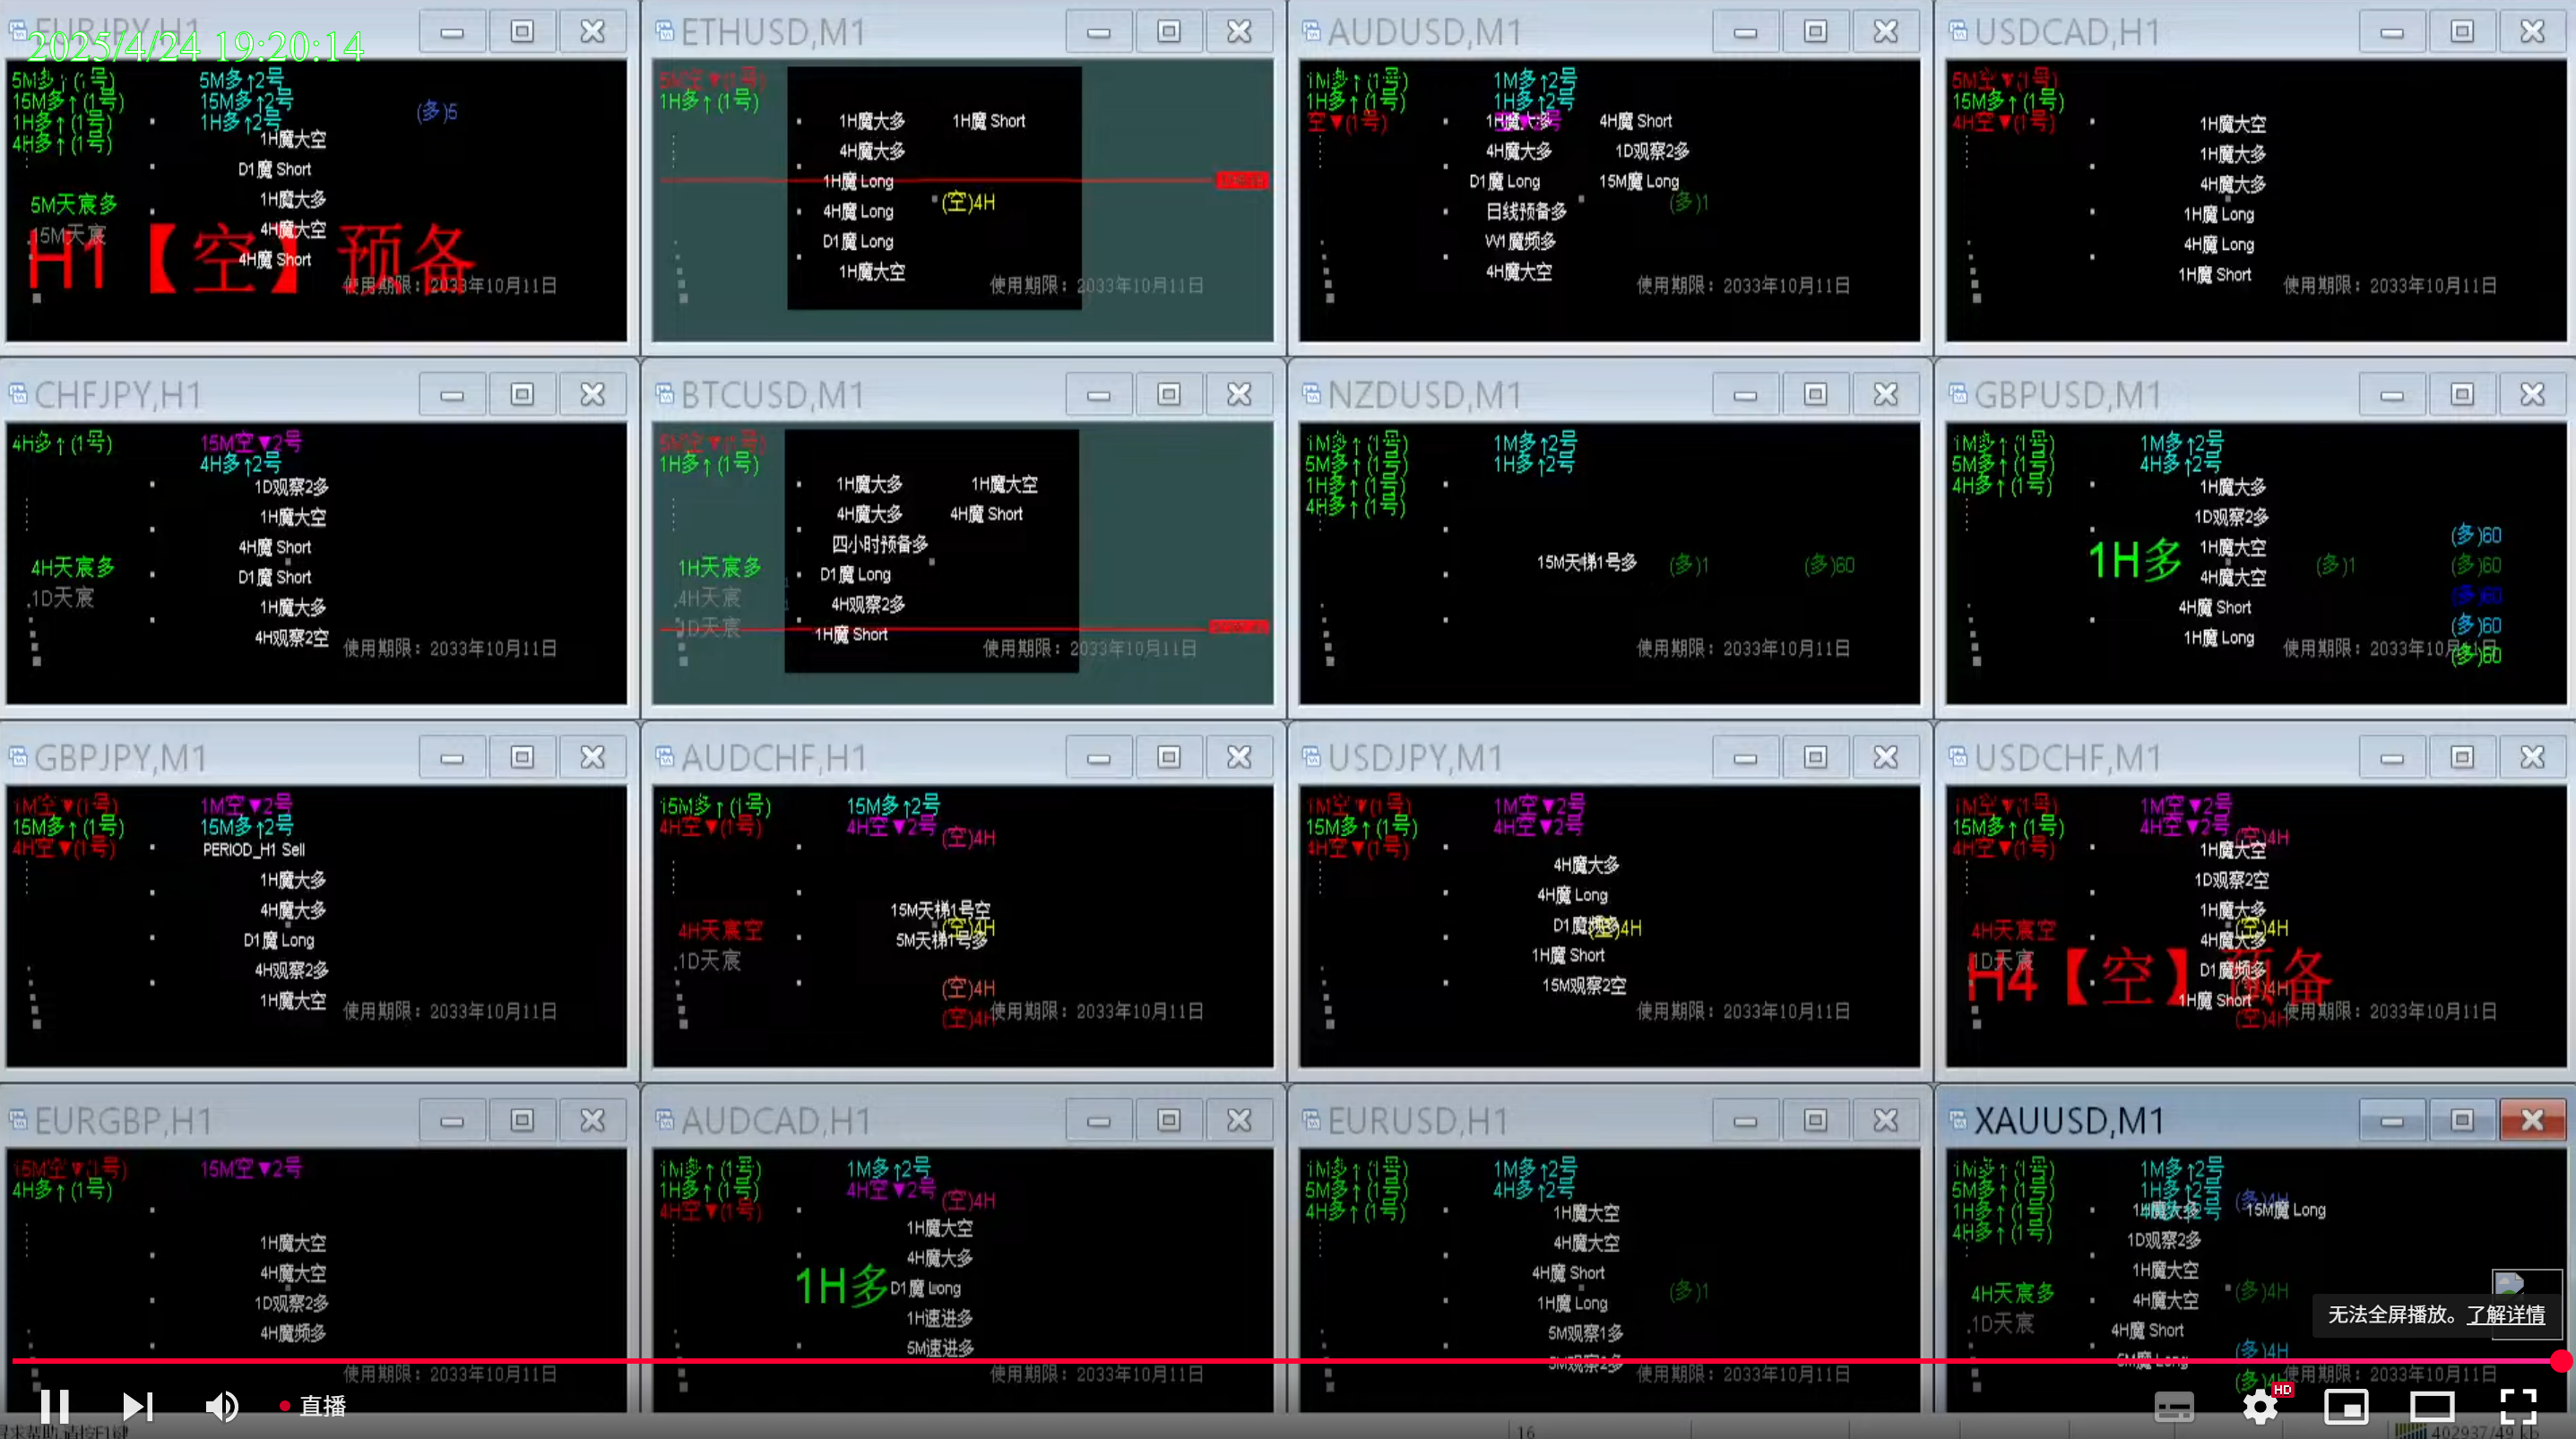 EURJPY,H1
2025/4/24 19:20:14
5M多↑(1号) 5M多↑2号
15M多↑(1号) 15M多↑2号 (多)5
1H多↑(1号) 1H多↑2号
4H多↑(1号) 1H魔大空
D1魔 Short
1H魔大多
5M天宸多
4H魔大空
15M天宸
H1【空】预备
4H魔 Short
使用期限：2033年10月11日
ETHUSD,M1
5M空▼(1号)
1H多↑(1号)
1H魔大多 1H魔 Short
4H魔大多
1H魔 Long
(空)4H
4H魔 Long
D1魔 Long
1H魔大空
使用期限：2033年10月11日
AUDUSD,M1
1M多↑(1号) 1M多↑2号
1H多↑(1号) 1H多↑2号
空▼(1号) 1H魔大多 4H魔 Short
4H魔大多 1D观察2多
D1魔 Long 15M魔 Long
(多)1
日线预备多
W1魔频多
4H魔大空
使用期限：2033年10月11日
USDCAD,H1
5M空▼(1号)
15M多↑(1号)
4H空▼(1号)
1H魔大空
1H魔大多
4H魔大多
1H魔 Long
4H魔 Long
1H魔 Short
使用期限：2033年10月11日
CHFJPY,H1
4H多↑(1号) 15M空▼2号
4H多↑2号
1D观察2多
1H魔大空
4H魔 Short
4H天宸多
D1魔 Short
1D天宸
1H魔大多
4H观察2空
使用期限：2033年10月11日
BTCUSD,M1
5M空▼(1号)
1H多↑(1号)
1H魔大多 1H魔大空
4H魔大多 4H魔 Short
四小时预备多
1H天宸多
D1魔 Long
4H天宸
4H观察2多
1D天宸
1H魔 Short
使用期限：2033年10月11日
NZDUSD,M1
1M多↑(1号) 1M多↑2号
5M多↑(1号) 1H多↑2号
1H多↑(1号)
4H多↑(1号)
15M天梯1号多 (多)1 (多)60
使用期限：2033年10月11日
GBPUSD,M1
1M多↑(1号) 1M多↑2号
5M多↑(1号) 4H多↑2号
4H多↑(1号) 1H魔大多
1D观察2多
(多)60
1H魔大空
1H多 (多)1 (多)60
4H魔大空
(多)60
4H魔 Short
(多)60
1H魔 Long
使用期限：2033年10月11日
(多)60
GBPJPY,M1
1M空▼(1号) 1M空▼2号
15M多↑(1号) 15M多↑2号
4H空▼(1号) PERIOD_H1 Sell
1H魔大多
4H魔大多
D1魔 Long
4H观察2多
1H魔大空
使用期限：2033年10月11日
AUDCHF,H1
15M多↑(1号) 15M多↑2号
4H空▼(1号) 4H空▼2号
(空)4H
15M天梯1号空
4H天宸空 (空)4H
5M天梯1号多
1D天宸
(空)4H
(空)4H
使用期限：2033年10月11日
USDJPY,M1
1M空▼(1号) 1M空▼2号
15M多↑(1号) 4H空▼2号
4H空▼(1号)
4H魔大多
4H魔 Long
D1魔频多
(空)4H
1H魔 Short
15M观察2空
使用期限：2033年10月11日
USDCHF,M1
1M空▼(1号) 1M空▼2号
15M多↑(1号) 4H空▼2号
(空)4H
4H空▼(1号) 1H魔大空
1D观察2空
1H魔大多
4H天宸空 (空)4H
4H魔大多
1D天宸
D1魔频多
H4【空】预备
(空)4H
1H魔 Short
使用期限：2033年10月11日
(空)4H
EURGBP,H1
15M空▼(1号) 15M空▼2号
4H多↑(1号)
1H魔大空
4H魔大空
1D观察2多
4H魔频多
使用期限：2033年10月11日
AUDCAD,H1
1M多↑(1号) 1M多↑2号
1H多↑(1号) 4H空▼2号
(空)4H
4H空▼(1号)
1H魔大空
4H魔大多
1H多
D1魔 Long
1H速进多
5M速进多
使用期限：2033年10月11日
EURUSD,H1
1M多↑(1号) 1M多↑2号
5M多↑(1号) 4H多↑2号
4H多↑(1号) 1H魔大空
4H魔大空
4H魔 Short
(多)1
1H魔 Long
5M观察1多
5M观察2多
使用期限：2033年10月11日
XAUUSD,M1
1M多↑(1号) 1M多↑2号
5M多↑(1号) 1H多↑2号
(多)4H
1H多↑(1号) 15M魔 Long
4H多↑(1号)
1D观察2多
1H魔大空
4H天宸多 (多)4H
4H魔大空
1D天宸
4H魔 Short
无法全屏播放。了解详情
(多)4H
5M魔 Long
使用期限：2033年10月11日
(多)4H
直播
HD
16
402937/49 kb